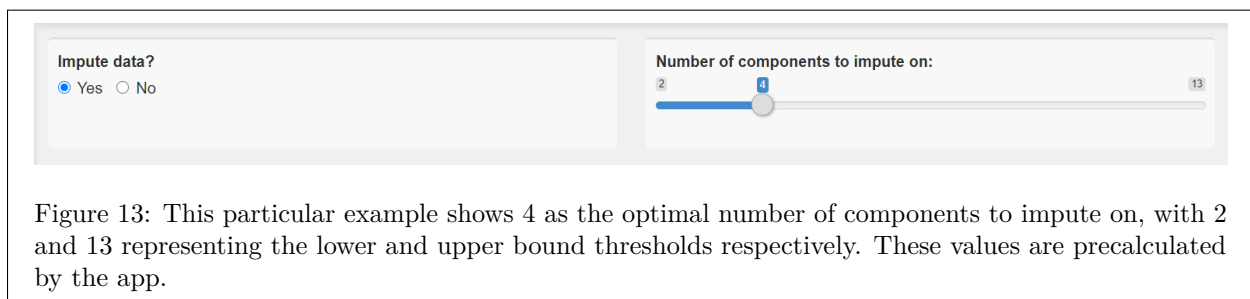 Impute data?
Yes No
Number of components to impute on:
2 4 13
Figure 13: This particular example shows 4 as the optimal number of components to impute on, with 2
and 13 representing the lower and upper bound thresholds respectively. These values are precalculated
by the app.